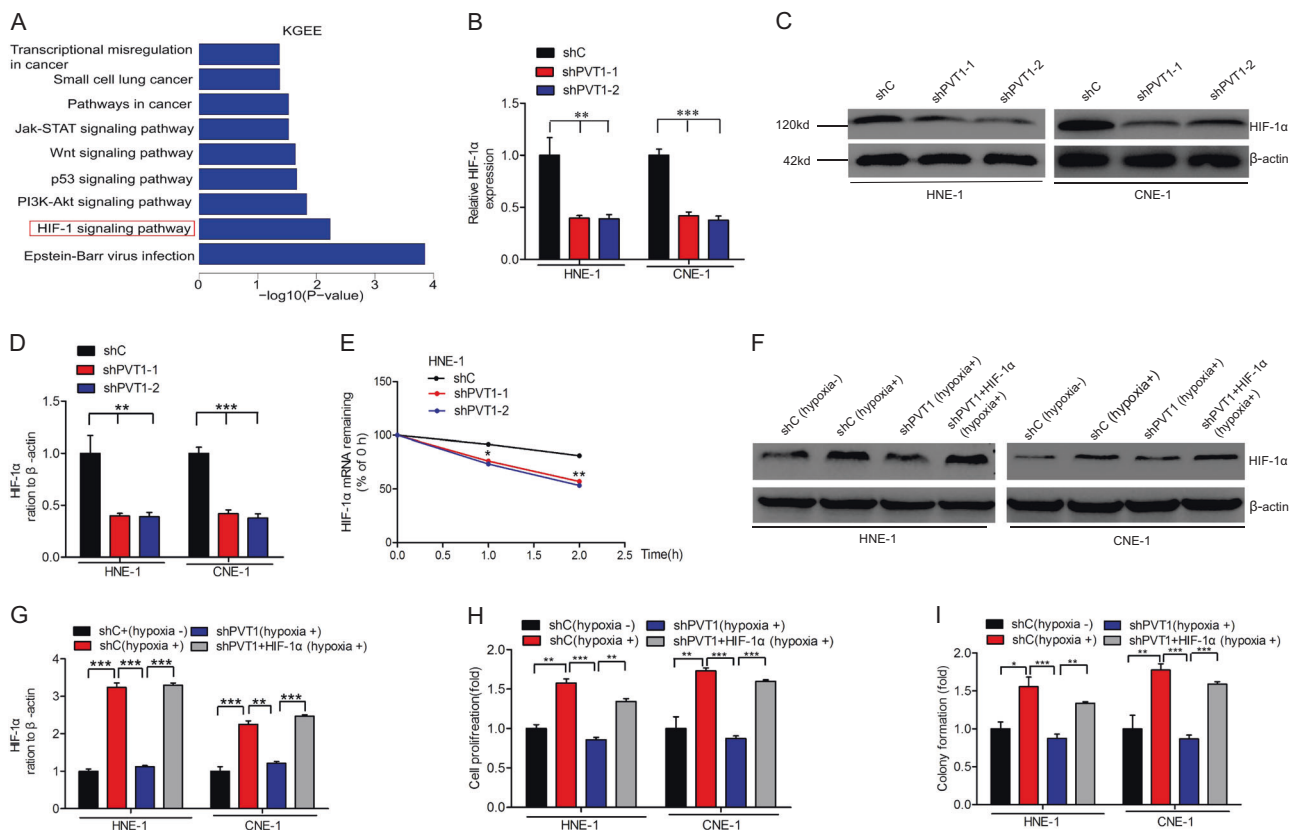 A
KGEE
Transcriptional misregulation
in cancer
Small cell lung cancer
Pathways in cancer
Jak-STAT signaling pathway
Wnt signaling pathway
p53 signaling pathway
PI3K-Akt signaling pathway
HIF-1 signaling pathway
Epstein-Barr virus infection
0 1 2 3 4
−log10(P-value)
B
shC
shPVT1-1
shPVT1-2
Relative HIF-1α
expression
1.5
1.0
0.5
0.0
** ***
HNE-1 CNE-1
C
shC shPVT1-1 shPVT1-2 shC shPVT1-1 shPVT1-2
120kd HIF-1α
42kd β-actin
HNE-1 CNE-1
D
shC
shPVT1-1
shPVT1-2
HIF-1α
ration to β -actin
1.5
1.0
0.5
0.0
** ***
HNE-1 CNE-1
E
HNE-1
shC
shPVT1-1
shPVT1-2
HIF-1α mRNA remaining
(% of 0 h)
150
100
50
0
* **
0.0 0.5 1.0 1.5 2.0 2.5 Time(h)
F
shC (hypoxia-) shC (hypoxia+) shPVT1 (hypoxia+) shPVT1+HIF-1α
(hypoxia+)
shC (hypoxia-) shC (hypoxia+) shPVT1 (hypoxia+) shPVT1+HIF-1α
(hypoxia+)
HIF-1α
β-actin
HNE-1 CNE-1
G
shC+(hypoxia -) shPVT1(hypoxia +)
shC(hypoxia +) shPVT1+HIF-1α (hypoxia +)
HIF-1α
ration to β -actin
4
3
2
1
0
*** *** *** *** ** ***
HNE-1 CNE-1
H
shC(hypoxia -) shPVT1(hypoxia +)
shC(hypoxia +) shPVT1+HIF-1α (hypoxia +)
Cell prolifreation(fold)
2.0
1.5
1.0
0.5
0.0
** *** ** ** *** ***
HNE-1 CNE-1
I
shC(hypoxia -) shPVT1(hypoxia +)
shC(hypoxia +) shPVT1+HIF-1α (hypoxia +)
Colony formation (fold)
2.0
1.5
1.0
0.5
0.0
* *** ** ** *** ***
HNE-1 CNE-1